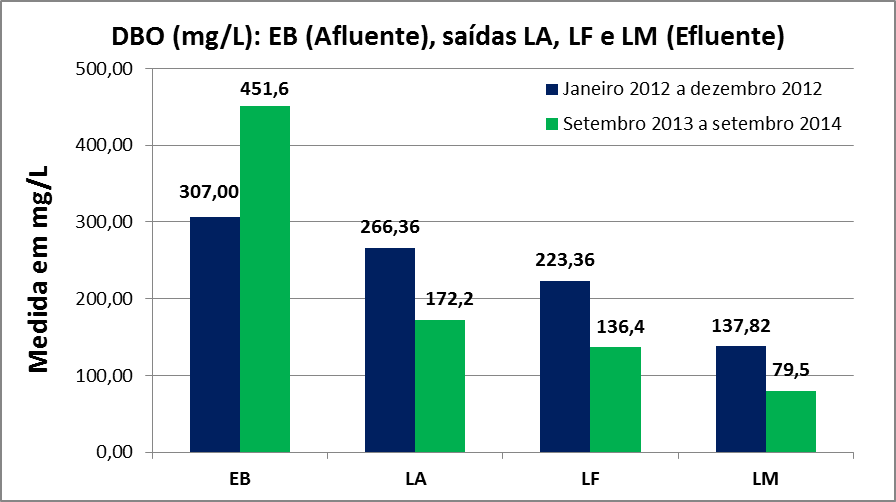 DBO (mg/L): EB (Afluente), saídas LA, LF e LM (Efluente)
500,00
400,00
300,00
200,00
100,00
0,00
Medida em mg/L
Janeiro 2012 a dezembro 2012
Setembro 2013 a setembro 2014
307,00
451,6
266,36
172,2
223,36
136,4
137,82
79,5
EB
LA
LF
LM